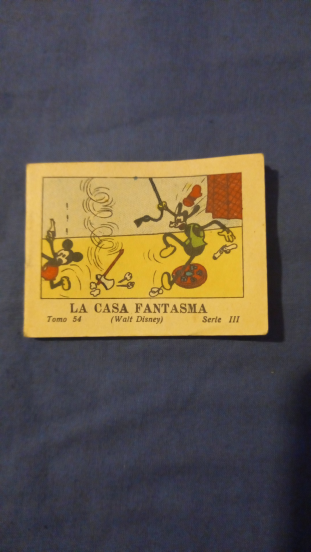 LA CASA FANTASMA
Tomo 54 (Walt Disney) Serie III